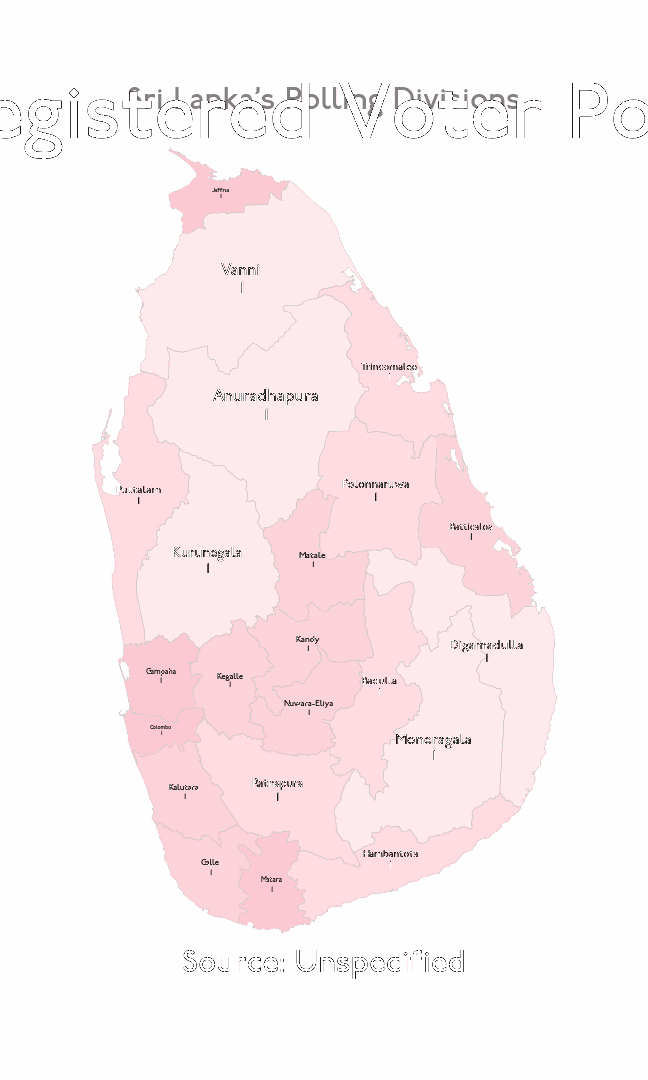 Sri Lanka's Polling Divisions
egistered Voter Po
Jaffna
Vanni
Trincomalee
Anuradhapura
Polonnaruwa
Puttalam
Batticaloa
Kurunegala
Matale
Kandy
Digamadulla
Gampaha
Kegalle
Badulla
Nuwara-Eliya
Colombo
Moneragala
Ratnapura
Kalutara
Hambantota
Galle
Matara
Source: Unspecified